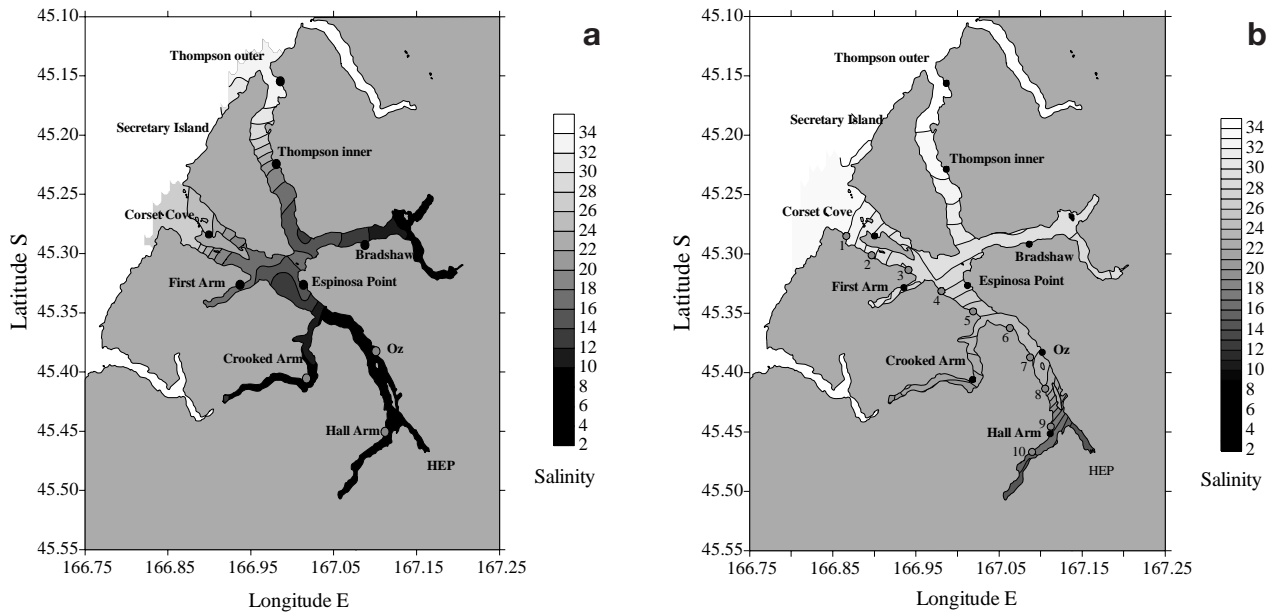 a
45.10
45.15
45.20
45.25
45.30
45.35
45.40
45.45
45.50
45.55
Latitude S
166.75 166.85 166.95 167.05 167.15 167.25
Longitude E
Thompson outer
Secretary Island
Thompson inner
Corset Cove
Bradshaw
First Arm
Espinosa Point
Oz
Crooked Arm
Hall Arm
HEP
34
32
30
28
26
24
22
20
18
16
14
12
10
8
6
4
2
Salinity
b
45.10
45.15
45.20
45.25
45.30
45.35
45.40
45.45
45.50
45.55
Latitude S
166.75 166.85 166.95 167.05 167.15 167.25
Longitude E
Thompson outer
Secretary Island
Thompson inner
Corset Cove
1
Bradshaw
2
3
Espinosa Point
First Arm
4
5
6
Oz
7
Crooked Arm
8
9
Hall Arm
10
HEP
34
32
30
28
26
24
22
20
18
16
14
12
10
8
6
4
2
Salinity